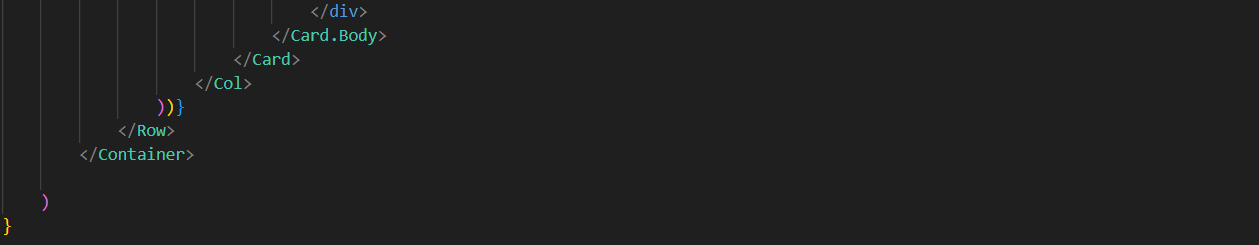 </div>
</Card.Body>
</Card>
</Col>
))}
</Row>
</Container>
)
}